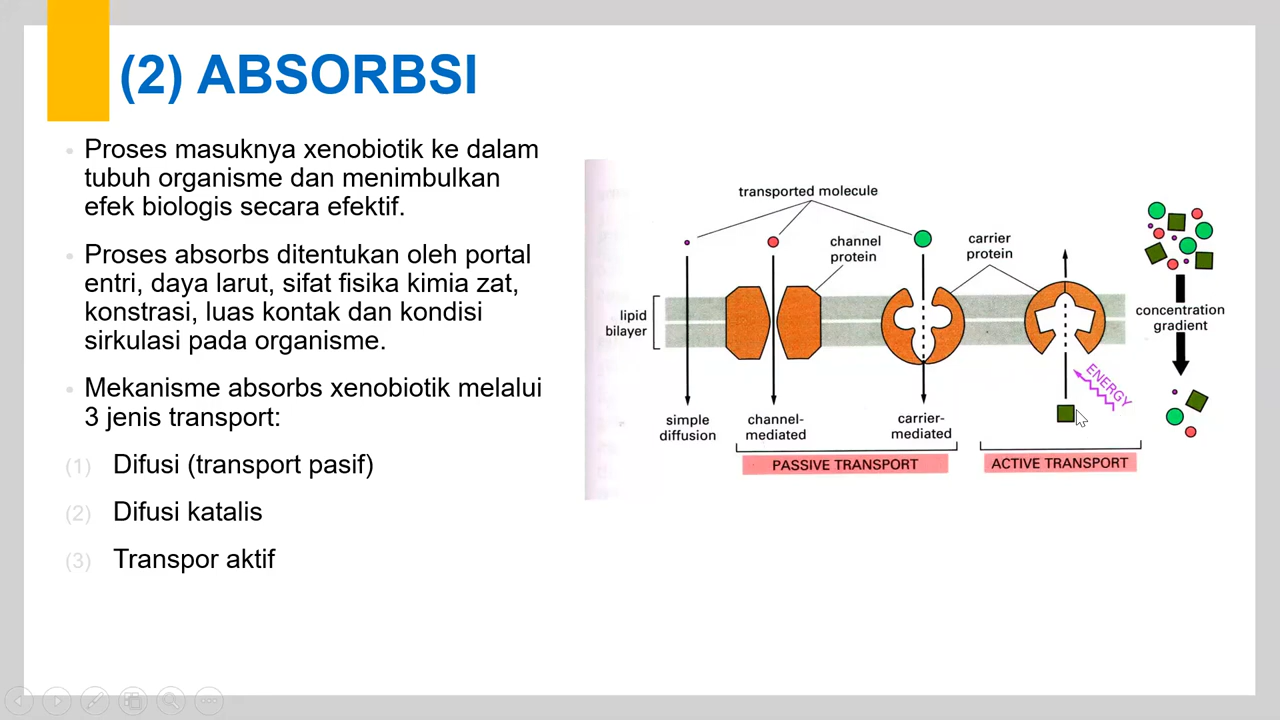 (2) ABSORBSI
Proses masuknya xenobiotik ke dalam
tubuh organisme dan menimbulkan
efek biologis secara efektif.
Proses absorbs ditentukan oleh portal
entri, daya larut, sifat fisika kimia zat,
konstrasi, luas kontak dan kondisi
sirkulasi pada organisme.
Mekanisme absorbs xenobiotik melalui
3 jenis transport:
(1) Difusi (transport pasif)
(2) Difusi katalis
(3) Transpor aktif
transported molecule
channel
protein
carrier
protein
lipid
bilayer
concentration
gradient
ENERGY
simple
diffusion
channel-
mediated
carrier-
mediated
PASSIVE TRANSPORT
ACTIVE TRANSPORT